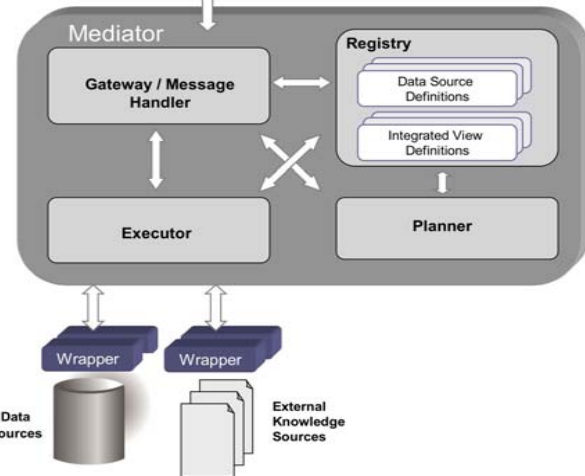 Mediator
Gateway / Message
Handler
Registry
Data Source
Definitions
Integrated View
Definitions
Executor
Planner
Wrapper
Wrapper
Data
ources
External
Knowledge
Sources